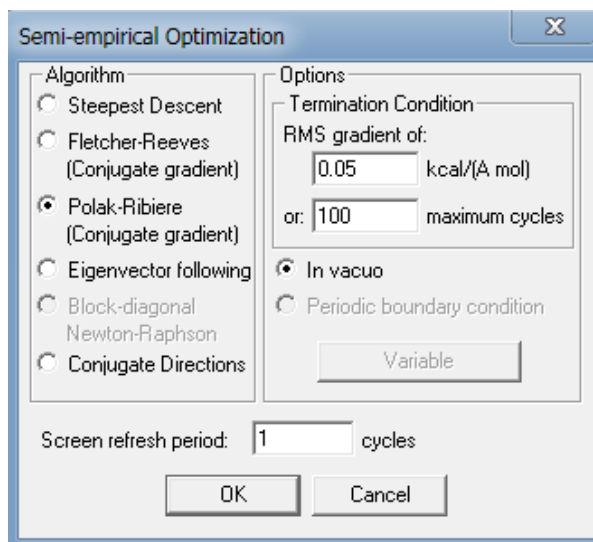 Semi-empirical Optimization
Algorithm
Steepest Descent
Fletcher-Reeves
(Conjugate gradient)
Polak-Ribiere
(Conjugate gradient)
Eigenvector following
Block-diagonal
Newton-Raphson
Conjugate Directions
Options
Termination Condition
RMS gradient of:
0.05 kcal/(A mol)
or: 100 maximum cycles
In vacuo
Periodic boundary condition
Variable
Screen refresh period: 1 cycles
OK Cancel